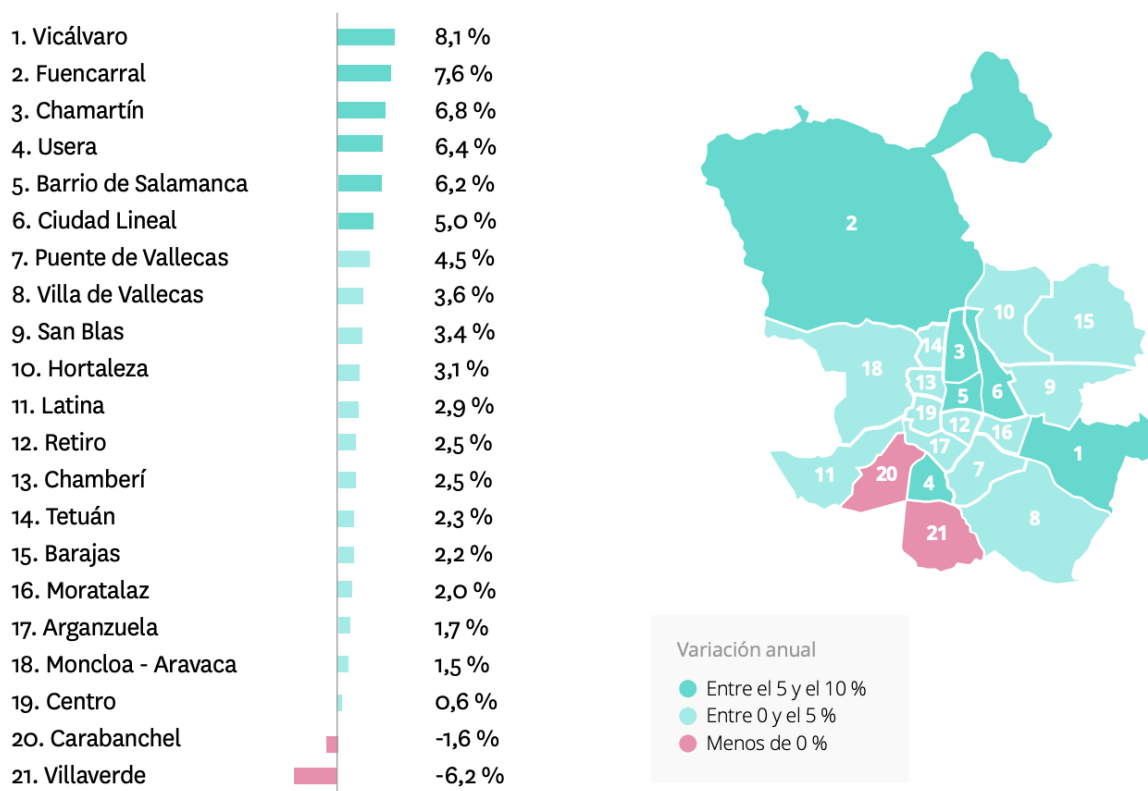 1. Vicálvaro 8,1 %
2. Fuencarral 7,6 %
3. Chamartín 6,8 %
4. Usera 6,4 %
5. Barrio de Salamanca 6,2 %
6. Ciudad Lineal 5,0 %
7. Puente de Vallecas 4,5 %
8. Villa de Vallecas 3,6 %
9. San Blas 3,4 %
10. Hortaleza 3,1 %
11. Latina 2,9 %
12. Retiro 2,5 %
13. Chamberí 2,5 %
14. Tetuán 2,3 %
15. Barajas 2,2 %
16. Moratalaz 2,0 %
17. Arganzuela 1,7 %
18. Moncloa - Aravaca 1,5 %
19. Centro 0,6 %
20. Carabanchel -1,6 %
21. Villaverde -6,2 %
2
10
15
14
3
18
13
5
6
9
19
12
16
17
1
11
20
4
7
8
21
Variación anual
Entre el 5 y el 10 %
Entre 0 y el 5 %
Menos de 0 %